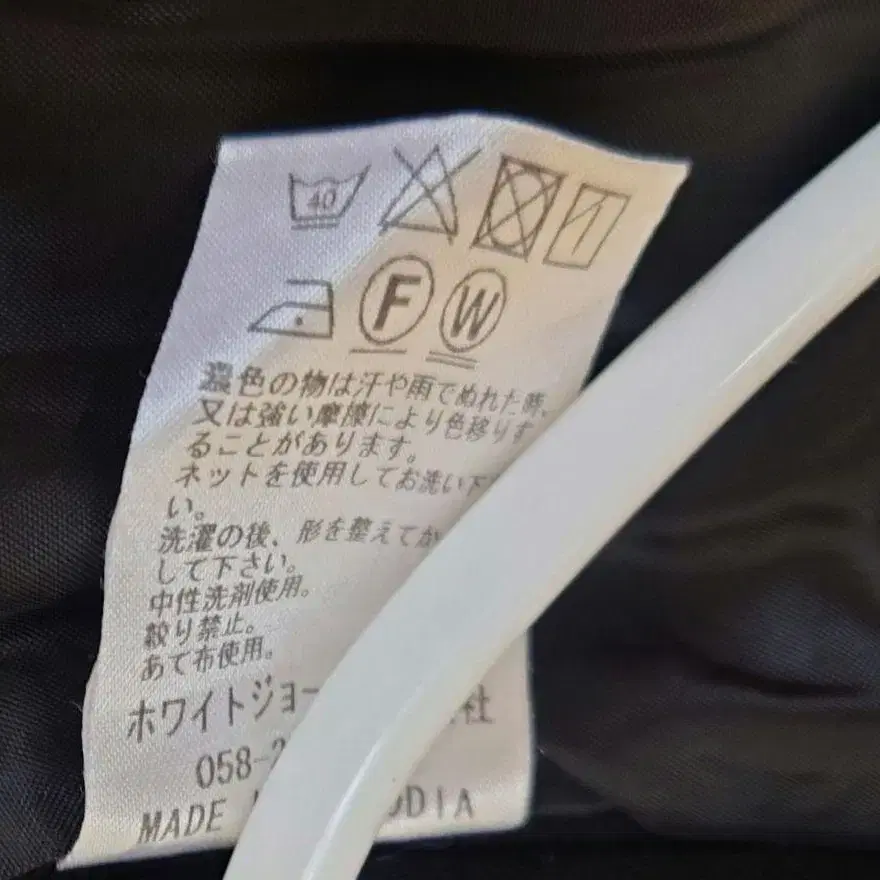 40
F W
濃色の物は汗や雨でぬれた時、
又は強い摩擦により色移りす
ることがあります。
ネットを使用してお洗い下
い。
洗濯の後、形を整えてか
して下さい。
中性洗剤使用。
絞り禁止。
あて布使用。
ホワイトジョー 社
058-2
MADE